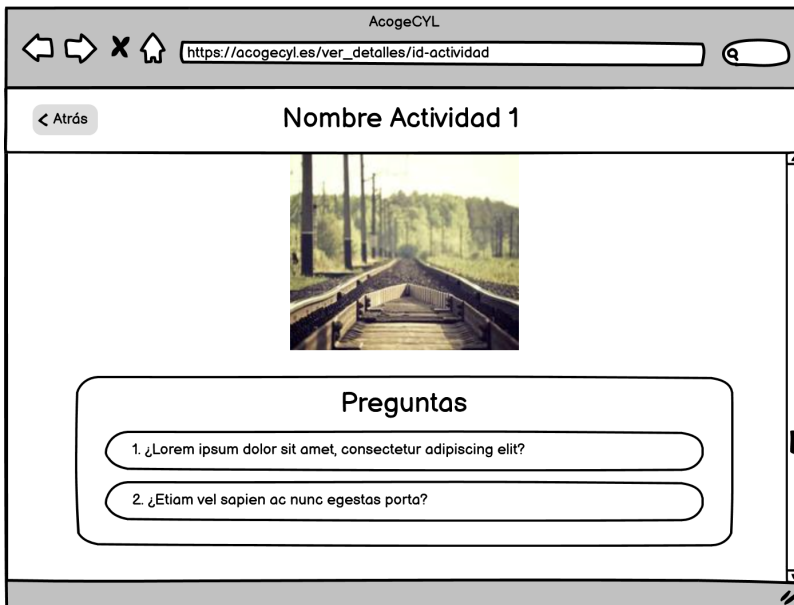 AcogeCYL
https://acogecyl.es/ver_detalles/id-actividad
Atrás
Nombre Actividad 1
Preguntas
1. ¿Lorem ipsum dolor sit amet, consectetur adipiscing elit?
2. ¿Etiam vel sapien ac nunc egestas porta?